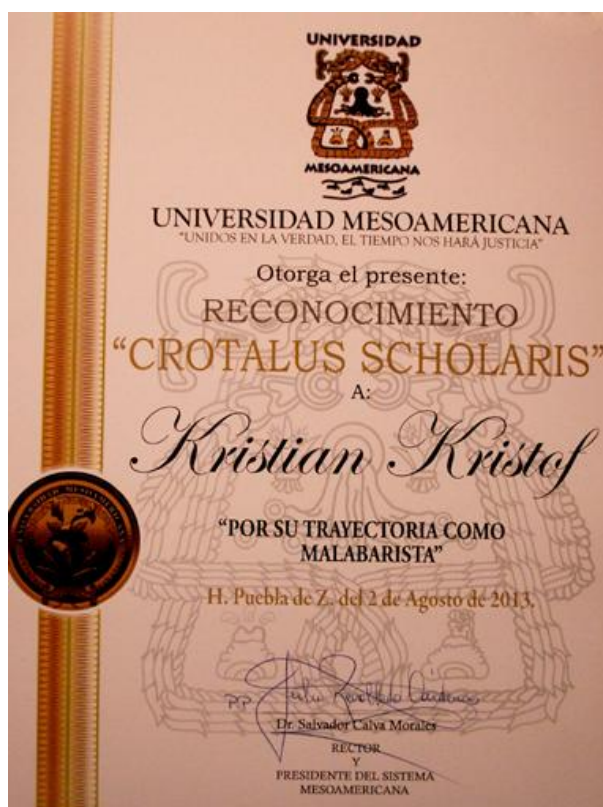 UNIVERSIDAD
MESOAMERICANA
UNIVERSIDAD MESOAMERICANA
"UNIDOS EN LA VERDAD, EL TIEMPO NOS HARÁ JUSTICIA"
Otorga el presente:
RECONOCIMIENTO
"CROTALUS SCHOLARIS"
A:
Kristian Kristof
"POR SU TRAYECTORIA COMO
MALABARISTA"
H. Puebla de Z. del 2 de Agosto de 2013.
P.P.
Dr. Salvador Calva Morales
RECTOR
Y
PRESIDENTE DEL SISTEMA
MESOAMERICANA
UNIVERSIDAD MESOAMERICANA